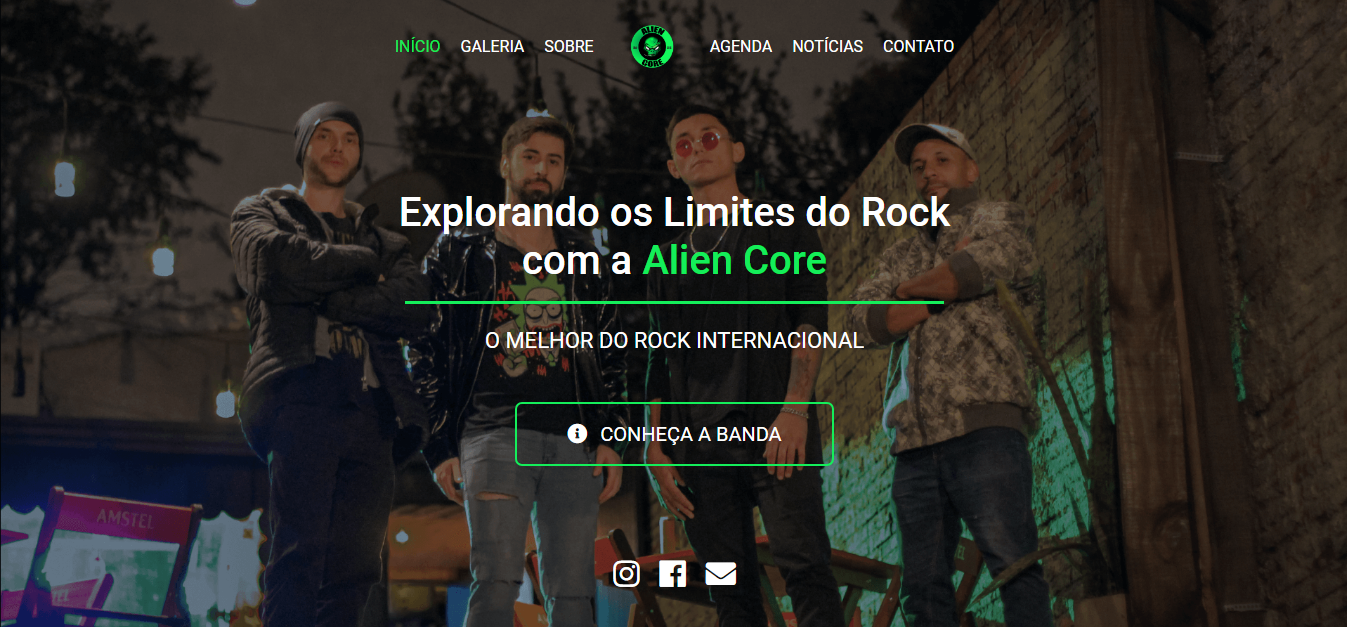 INÍCIO GALERIA SOBRE ALIEN CORE AGENDA NOTÍCIAS CONTATO
Explorando os Limites do Rock
com a Alien Core
O MELHOR DO ROCK INTERNACIONAL
CONHEÇA A BANDA
AMSTEL